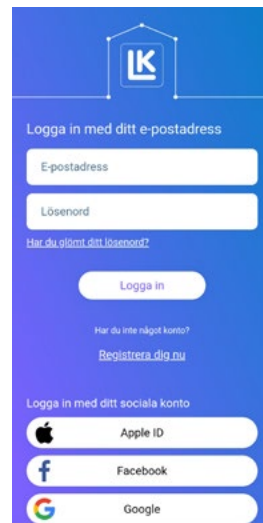 LK
Logga in med ditt e-postadress
E-postadress
Lösenord
Har du glömt ditt lösenord?
Logga in
Har du inte något konto?
Registrera dig nu
Logga in med ditt sociala konto
Apple ID
Facebook
Google